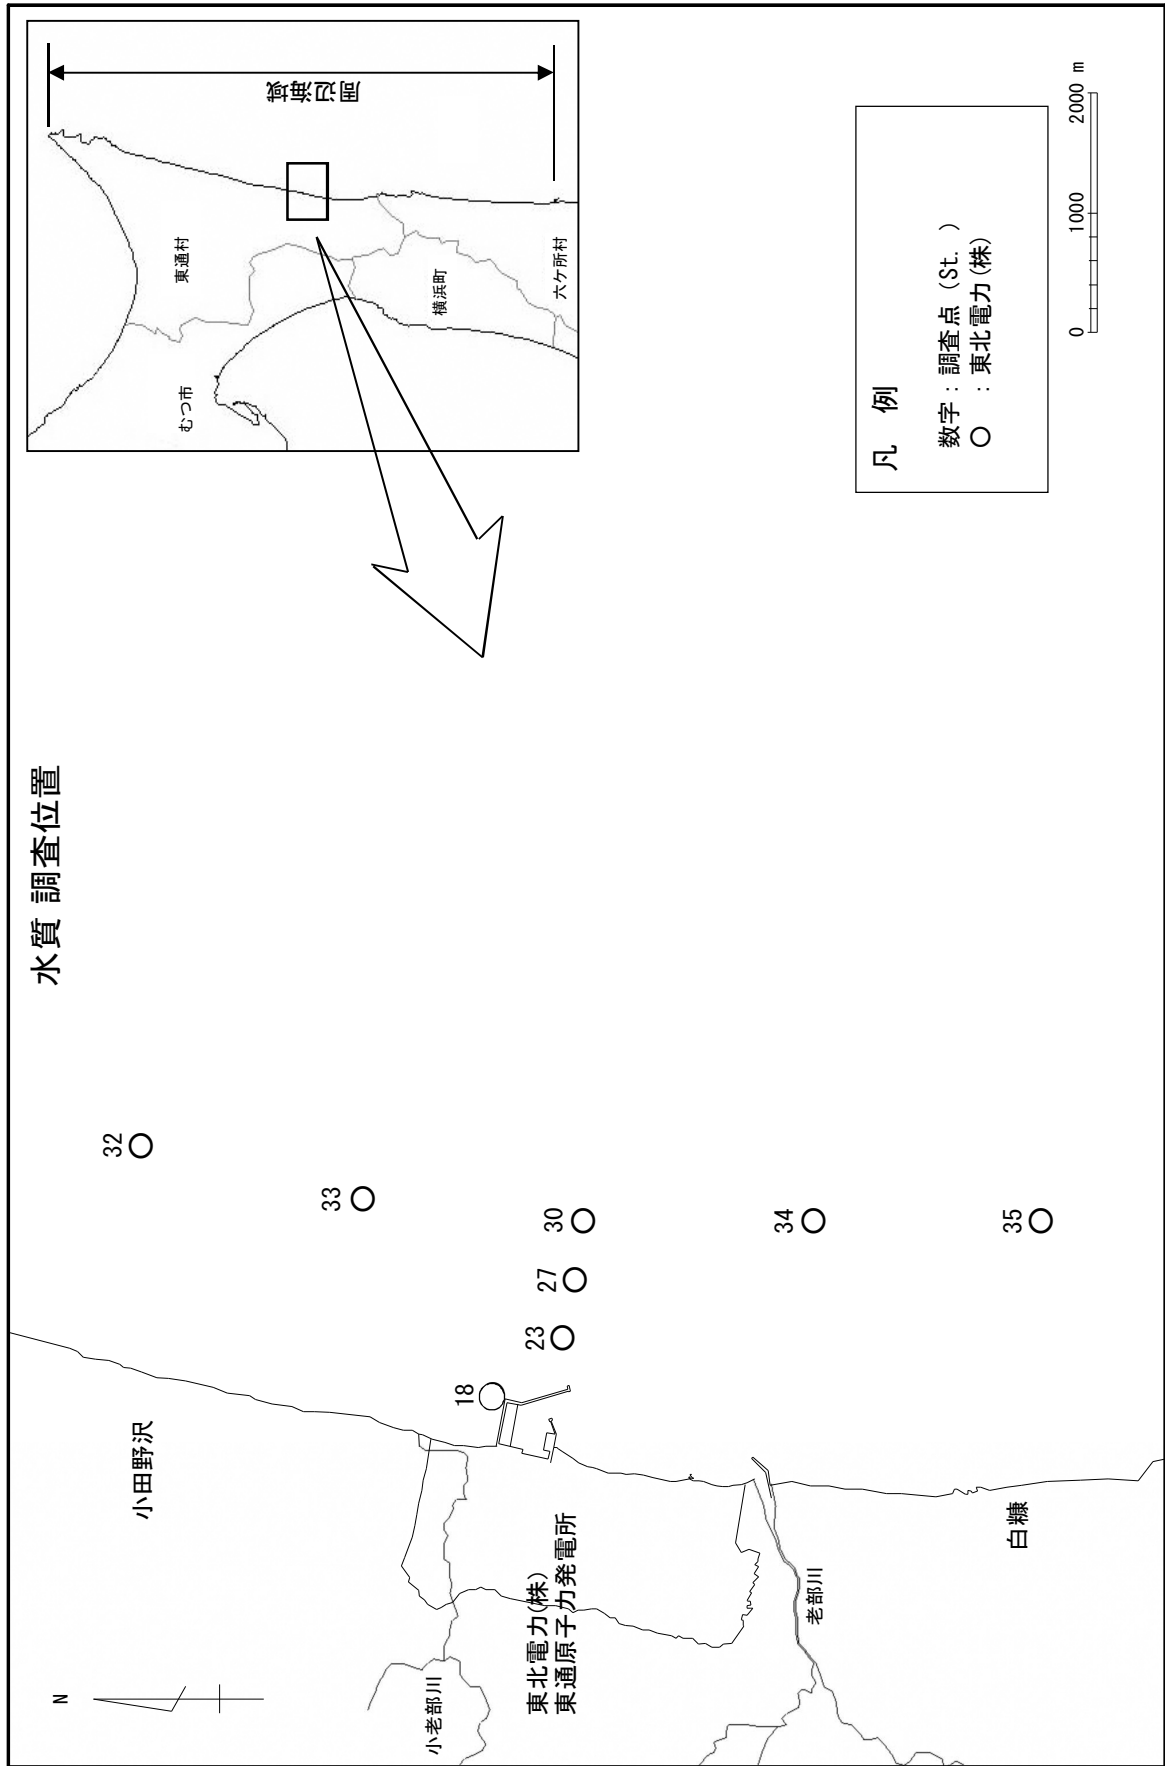 水質 調査位置
N
小田野沢
小老部川
東北電力(株)
東通原子力発電所
老部川
白糠
18
23
27
30
32
33
34
35
むつ市
東通村
横浜町
六ケ所村
周辺海域
凡 例
数字：調査点（St. ）
○ ：東北電力(株)
0 1000 2000 m